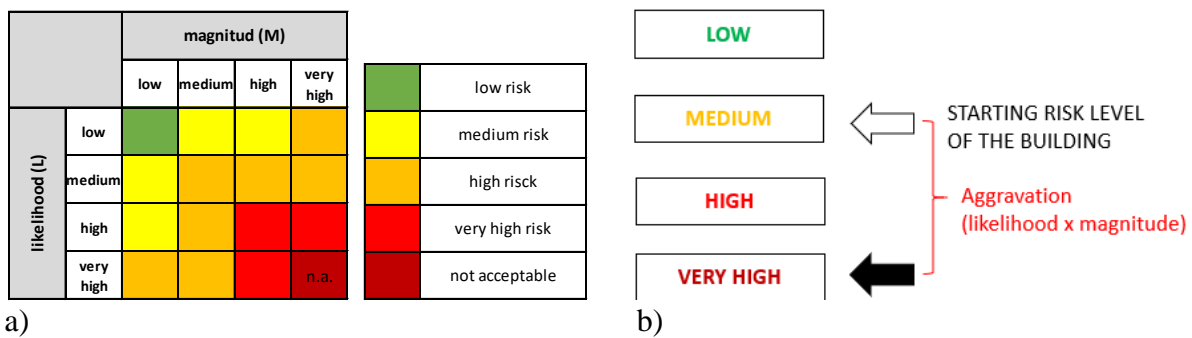 magnitud (M)
low medium high very high
likelihood (L)
low
medium
high
very high n.a.
low risk
medium risk
high risck
very high risk
not acceptable
a)
LOW
MEDIUM
HIGH
VERY HIGH
STARTING RISK LEVEL
OF THE BUILDING
Aggravation
(likelihood x magnitude)
b)